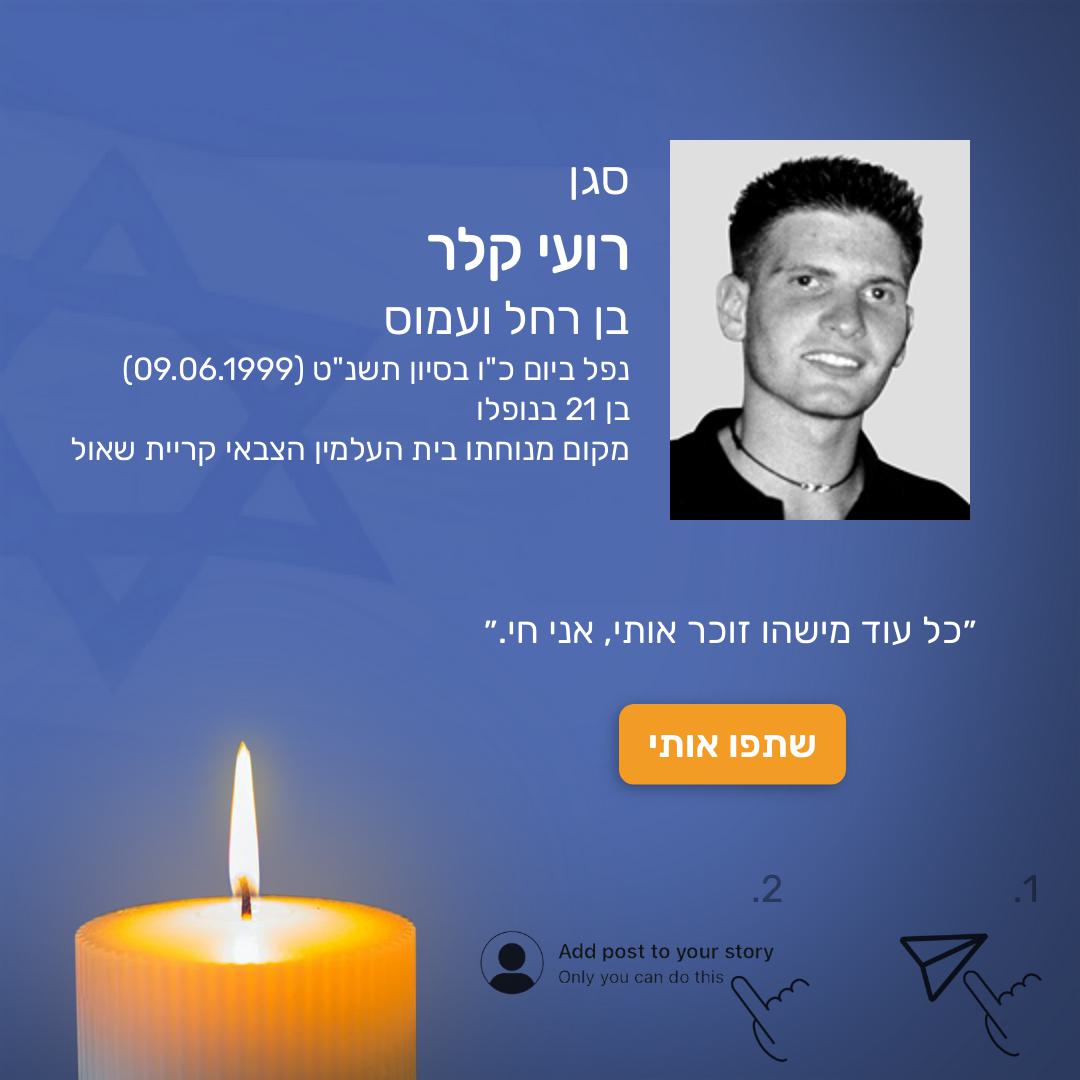 סגן
רועי קלר
בן רחל ועמוס
נפל ביום כ"ו בסיון תשנ"ט (09.06.1999)
בן 21 בנופלו
מקום מנוחתו בית העלמין הצבאי קריית שאול
״כל עוד מישהו זוכר אותי, אני חי.״
שתפו אותי
1.
2.
Add post to your story
Only you can do this